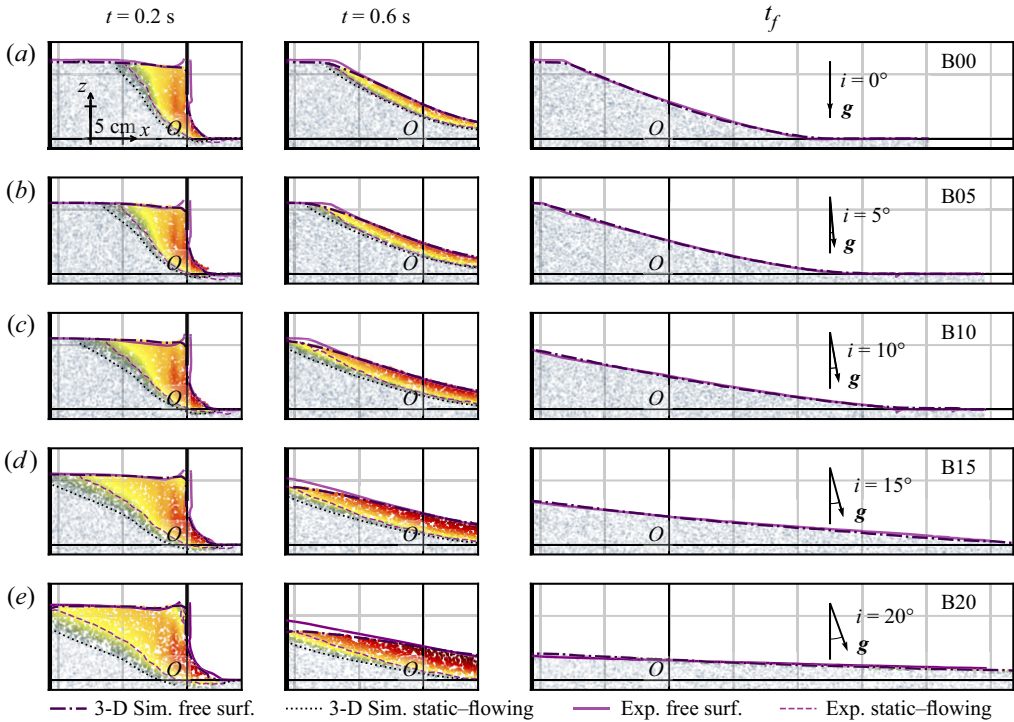 t = 0.2 s
t = 0.6 s
t_f
(a)
z
5 cm x
O
O
O
B00
i = 0°
g
(b)
O
O
O
B05
i = 5°
g
(c)
O
O
O
B10
i = 10°
g
(d)
O
O
O
B15
i = 15°
g
(e)
O
O
O
B20
i = 20°
g
3-D Sim. free surf.
3-D Sim. static–flowing
Exp. free surf.
Exp. static–flowing